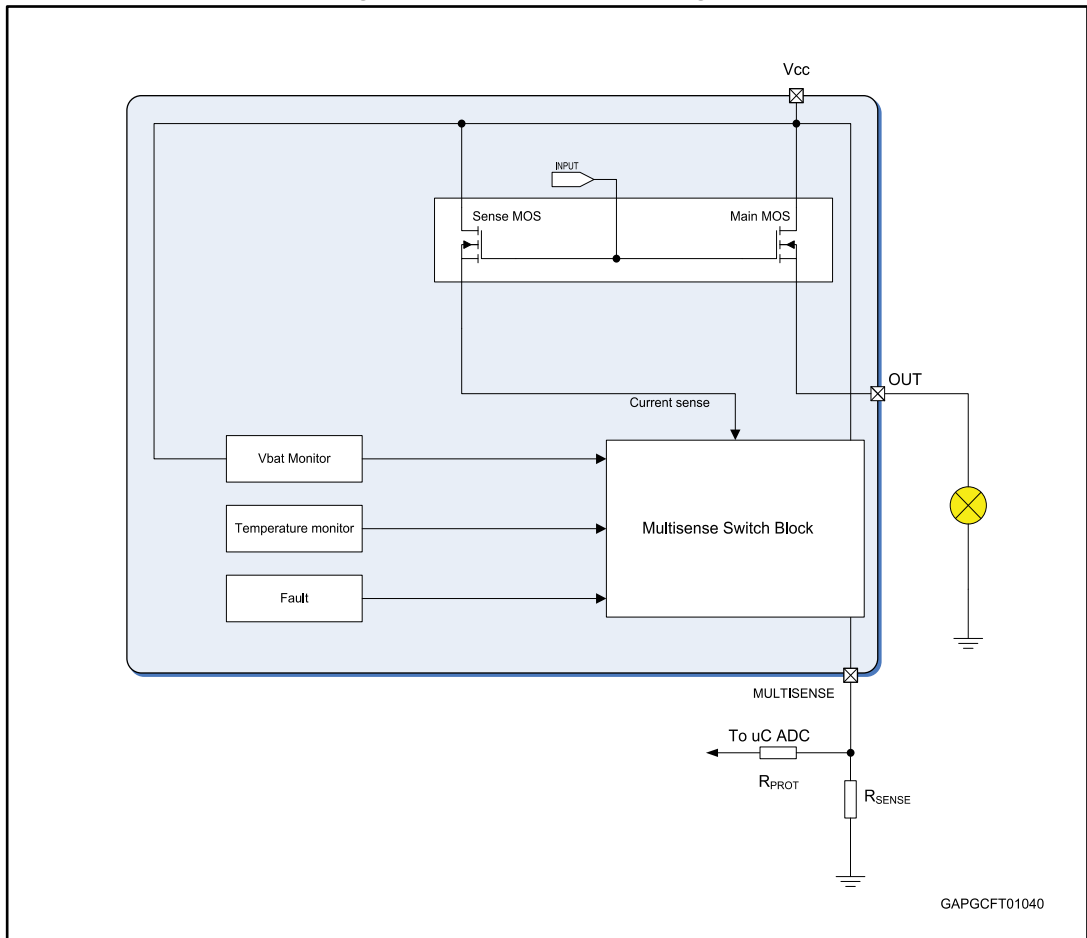 Vcc
INPUT
Sense MOS
Main MOS
OUT
Current sense
Vbat Monitor
Temperature monitor
Multisense Switch Block
Fault
MULTISENSE
To uC ADC
RPROT
RSENSE
GAPGCFT01040